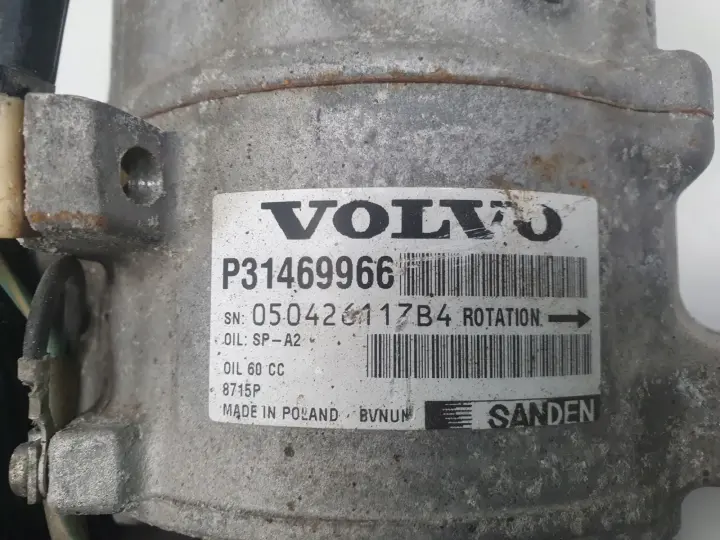 VOLVO
P31469966
SN: 050426117B4 ROTATION →
OIL: SP-A2
OIL 60 CC
8715P
MADE IN POLAND BVNUN SANDEN